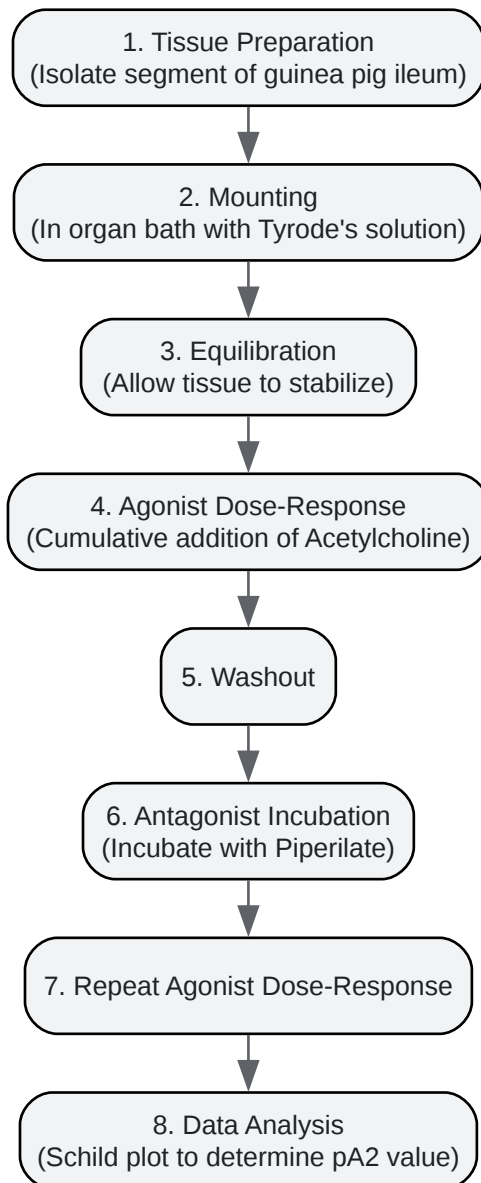 1. Tissue Preparation
(Isolate segment of guinea pig ileum)
2. Mounting
(In organ bath with Tyrode's solution)
3. Equilibration
(Allow tissue to stabilize)
4. Agonist Dose-Response
(Cumulative addition of Acetylcholine)
5. Washout
6. Antagonist Incubation
(Incubate with Piperilate)
7. Repeat Agonist Dose-Response
8. Data Analysis
(Schild plot to determine pA2 value)